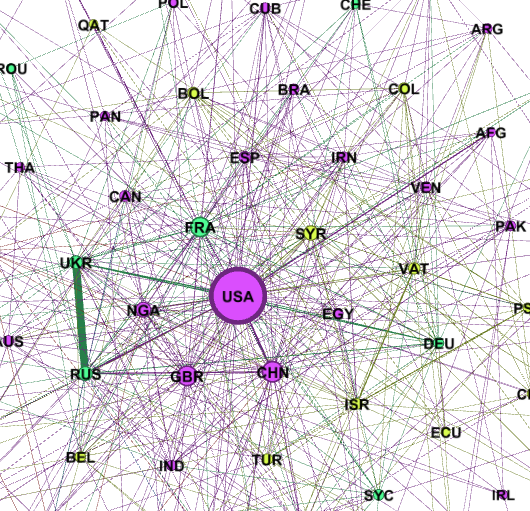 POL
CUB
CHE
QAT
ARG
ROU
BOL
BRA
COL
PAN
AFG
THA
ESP
IRN
CAN
VEN
FRA
SYR
PAK
UKR
VAT
USA
NGA
EGY
PS
AUS
DEU
RUS
GBR
CHN
ISR
ECU
BEL
IND
TUR
SYC
IRL